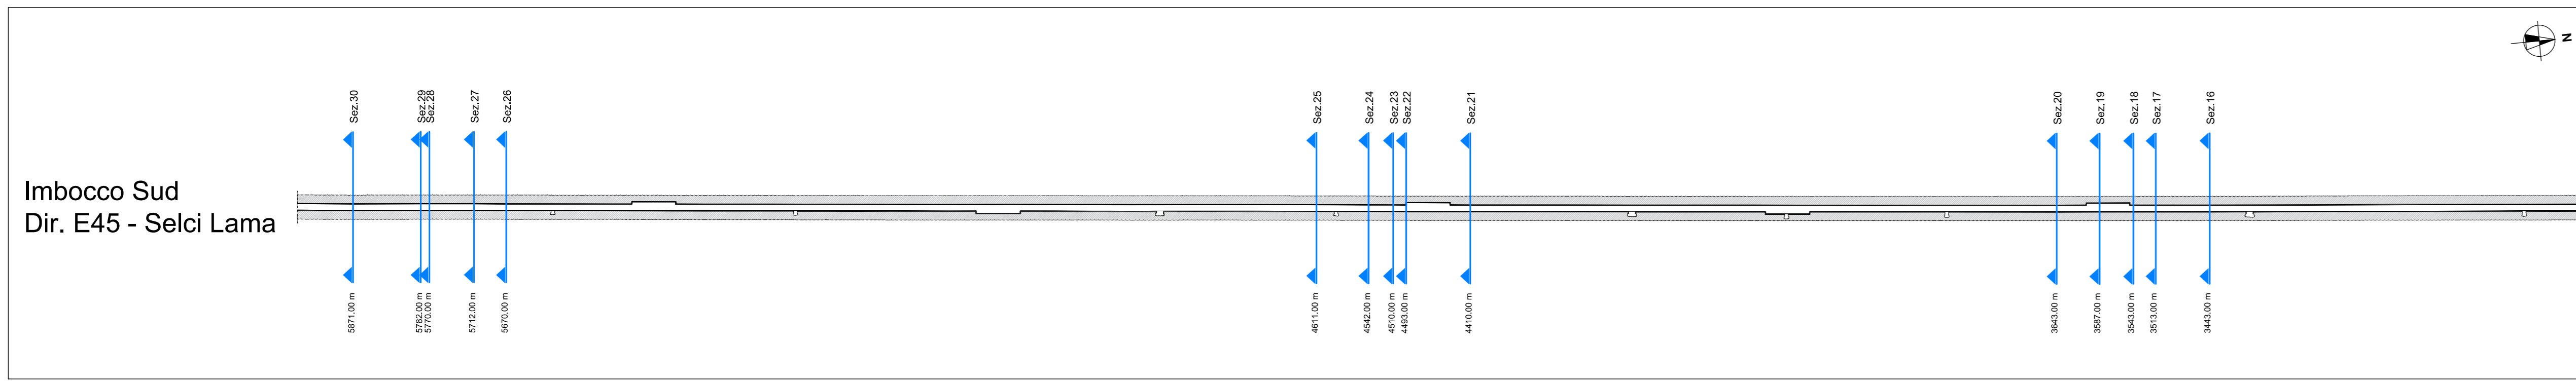 N
Sez.30
Sez.29
Sez.28
Sez.27
Sez.26
Sez.25
Sez.24
Sez.23
Sez.22
Sez.21
Sez.20
Sez.19
Sez.18
Sez.17
Sez.16
Imbocco Sud
Dir. E45 - Selci Lama
5871.00 m
5782.00 m
5770.00 m
5712.00 m
5670.00 m
4611.00 m
4542.00 m
4510.00 m
4493.00 m
4410.00 m
3643.00 m
3587.00 m
3543.00 m
3513.00 m
3443.00 m